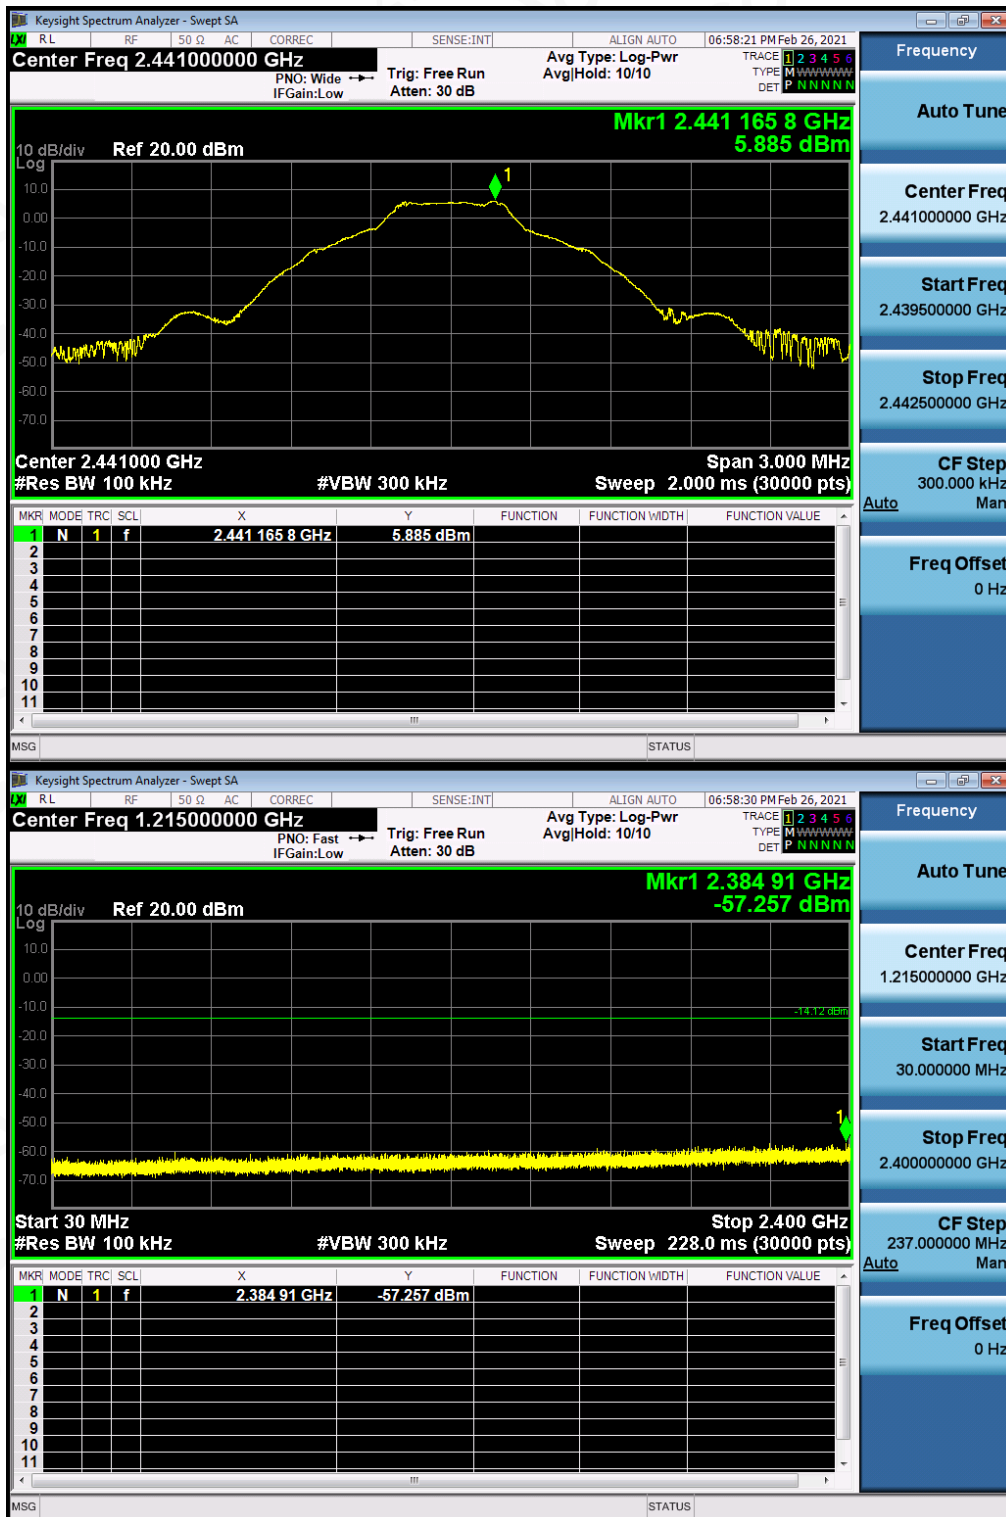 Keysight Spectrum Analyzer - Swept SA
LXI RL RF 50 Ω AC CORREC SENSE:INT ALIGN AUTO 06:58:21 PM Feb 26, 2021
Center Freq 2.441000000 GHz Avg Type: Log-Pwr TRACE 1 2 3 4 5 6
PNO: Wide Trig: Free Run Avg|Hold: 10/10 TYPE M WWWWW
IFGain:Low Atten: 30 dB DET P N N N N N
Frequency
Mkr1 2.441 165 8 GHz
5.885 dBm
10 dB/div Ref 20.00 dBm
Log
1
10.0
0.00
-10.0
-20.0
-30.0
-40.0
-50.0
-60.0
-70.0
Center 2.441000 GHz Span 3.000 MHz
#Res BW 100 kHz #VBW 300 kHz Sweep 2.000 ms (30000 pts)
Auto Tune
Center Freq
2.441000000 GHz
Start Freq
2.439500000 GHz
Stop Freq
2.442500000 GHz
CF Step
300.000 kHz
Auto Man
Freq Offset
0 Hz
MKR MODE TRC SCL X Y FUNCTION FUNCTION WIDTH FUNCTION VALUE
1 N 1 f 2.441 165 8 GHz 5.885 dBm
2
3
4
5
6
7
8
9
10
11
MSG STATUS
Keysight Spectrum Analyzer - Swept SA
LXI RL RF 50 Ω AC CORREC SENSE:INT ALIGN AUTO 06:58:30 PM Feb 26, 2021
Center Freq 1.215000000 GHz Avg Type: Log-Pwr TRACE 1 2 3 4 5 6
PNO: Fast Trig: Free Run Avg|Hold: 10/10 TYPE M WWWWW
IFGain:Low Atten: 30 dB DET P N N N N N
Frequency
Mkr1 2.384 91 GHz
-57.257 dBm
10 dB/div Ref 20.00 dBm
Log
10.0
0.00
-10.0
-14.12 dBm
-20.0
-30.0
-40.0
-50.0
1
-60.0
-70.0
Start 30 MHz Stop 2.400 GHz
#Res BW 100 kHz #VBW 300 kHz Sweep 228.0 ms (30000 pts)
Auto Tune
Center Freq
1.215000000 GHz
Start Freq
30.000000 MHz
Stop Freq
2.400000000 GHz
CF Step
237.000000 MHz
Auto Man
Freq Offset
0 Hz
MKR MODE TRC SCL X Y FUNCTION FUNCTION WIDTH FUNCTION VALUE
1 N 1 f 2.384 91 GHz -57.257 dBm
2
3
4
5
6
7
8
9
10
11
MSG STATUS